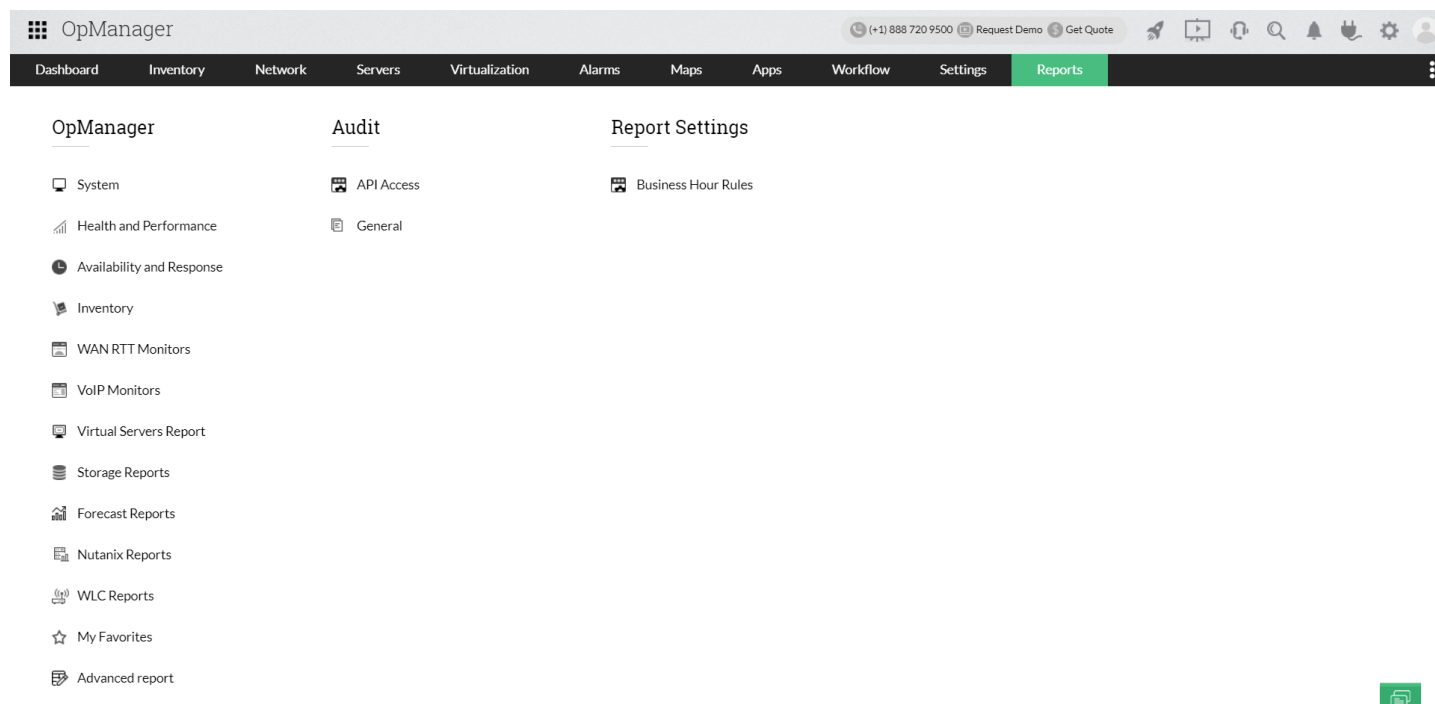 OpManager
(+1) 888 720 9500 Request Demo $ Get Quote
Dashboard Inventory Network Servers Virtualization Alarms Maps Apps Workflow Settings Reports
OpManager
System
Health and Performance
Availability and Response
Inventory
WAN RTT Monitors
VoIP Monitors
Virtual Servers Report
Storage Reports
Forecast Reports
Nutanix Reports
WLC Reports
My Favorites
Advanced report
Audit
API Access
General
Report Settings
Business Hour Rules